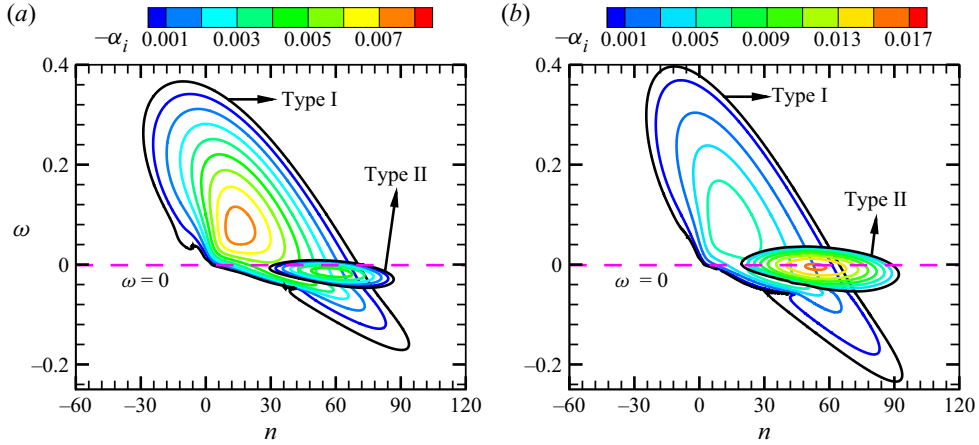 (a)
−αi 0.001 0.003 0.005 0.007
0.4
0.2
0
−0.2
ω
Type I
Type II
ω = 0
−60 −30 0 30 60 90 120
n
(b)
−αi 0.001 0.005 0.009 0.013 0.017
0.4
0.2
0
−0.2
Type I
Type II
ω = 0
−60 −30 0 30 60 90 120
n